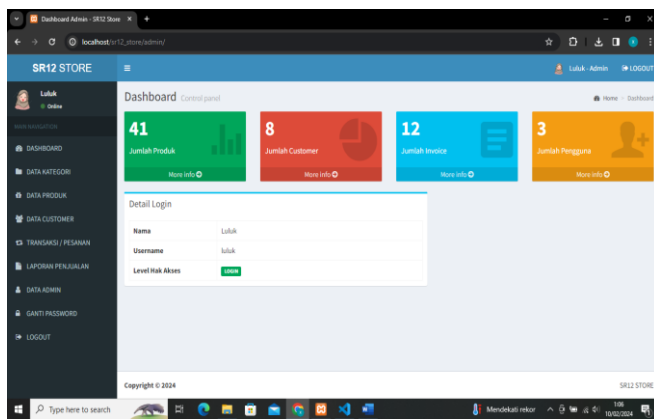 Dashboard Admin - SR12 Store
localhost/sr12_store/admin/
SR12 STORE
Luluk - Admin
LOGOUT
Luluk
Online
MAIN NAVIGATION
DASHBOARD
DATA KATEGORI
DATA PRODUK
DATA CUSTOMER
TRANSAKSI / PESANAN
LAPORAN PENJUALAN
DATA ADMIN
GANTI PASSWORD
LOGOUT
Dashboard Control panel
Home > Dashboard
41
Jumlah Produk
More info
8
Jumlah Customer
More info
12
Jumlah Invoice
More info
3
Jumlah Pengguna
More info
Detail Login
Nama Luluk
Username luluk
Level Hak Akses LOGIN
Copyright © 2024
SR12 STORE
Type here to search
Mendekati rekor
1:06
10/02/2024